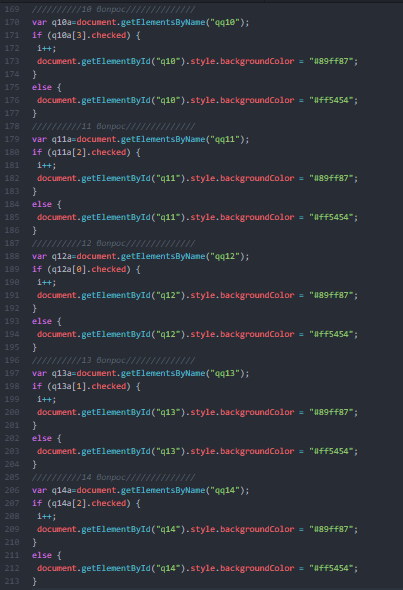 169 //////////10 вопрос//////////////
170 var q10a=document.getElementsByName("qq10");
171 if (q10a[3].checked) {
172 i++;
173 document.getElementById("q10").style.backgroundColor = "#89ff87";
174 }
175 else {
176 document.getElementById("q10").style.backgroundColor = "#ff5454";
177 }
178 //////////11 вопрос//////////////
179 var q11a=document.getElementsByName("qq11");
180 if (q11a[2].checked) {
181 i++;
182 document.getElementById("q11").style.backgroundColor = "#89ff87";
183 }
184 else {
185 document.getElementById("q11").style.backgroundColor = "#ff5454";
186 }
187 //////////12 вопрос//////////////
188 var q12a=document.getElementsByName("qq12");
189 if (q12a[0].checked) {
190 i++;
191 document.getElementById("q12").style.backgroundColor = "#89ff87";
192 }
193 else {
194 document.getElementById("q12").style.backgroundColor = "#ff5454";
195 }
196 //////////13 вопрос//////////////
197 var q13a=document.getElementsByName("qq13");
198 if (q13a[1].checked) {
199 i++;
200 document.getElementById("q13").style.backgroundColor = "#89ff87";
201 }
202 else {
203 document.getElementById("q13").style.backgroundColor = "#ff5454";
204 }
205 //////////14 вопрос//////////////
206 var q14a=document.getElementsByName("qq14");
207 if (q14a[2].checked) {
208 i++;
209 document.getElementById("q14").style.backgroundColor = "#89ff87";
210 }
211 else {
212 document.getElementById("q14").style.backgroundColor = "#ff5454";
213 }